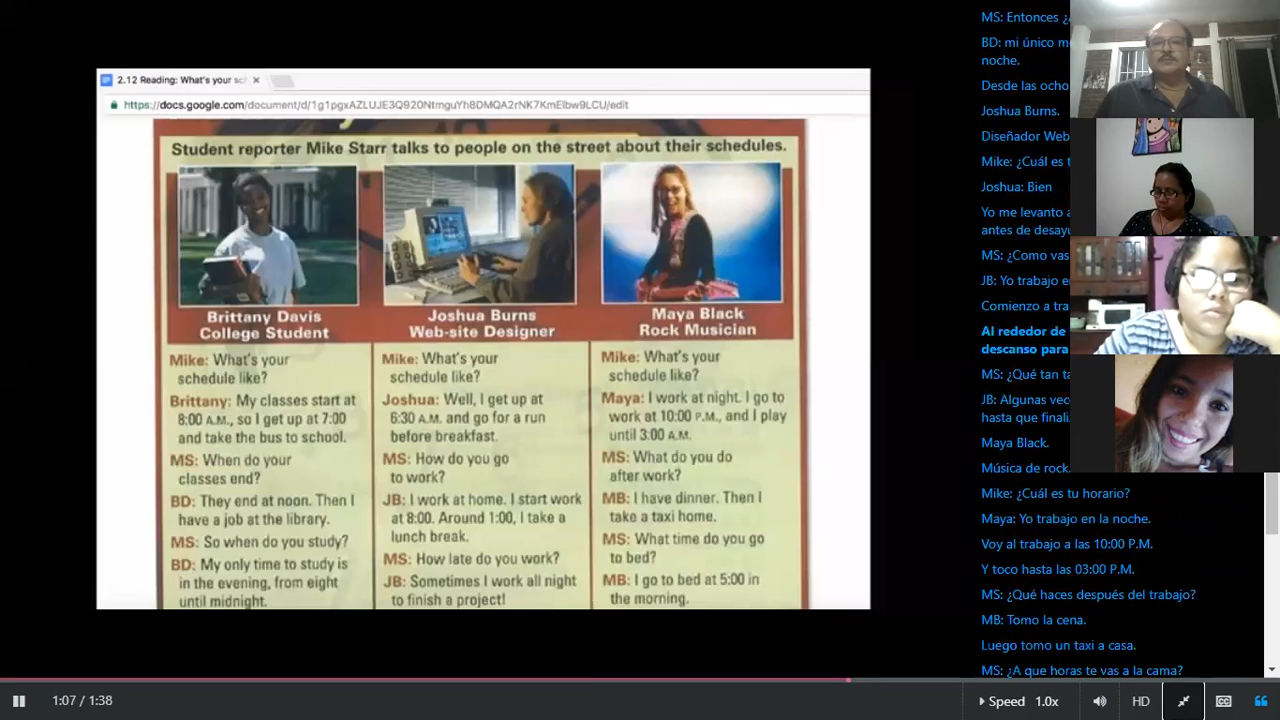 2.12 Reading: What's your sc
https://docs.google.com/document/d/1g1pgxAZLUJE3Q920NtmguYh8DMQA2rNK7KmElbw9LCU/edit
Student reporter Mike Starr talks to people on the street about their schedules.
Brittany Davis
College Student
Mike: What's your
schedule like?
Brittany: My classes start at
8:00 A.M., so I get up at 7:00
and take the bus to school.
MS: When do your
classes end?
BD: They end at noon. Then I
have a job at the library.
MS: So when do you study?
BD: My only time to study is
in the evening, from eight
until midnight.
Joshua Burns
Web-site Designer
Mike: What's your
schedule like?
Joshua: Well, I get up at
6:30 A.M. and go for a run
before breakfast.
MS: How do you go
to work?
JB: I work at home. I start work
at 8:00. Around 1:00, I take a
lunch break.
MS: How late do you work?
JB: Sometimes I work all night
to finish a project!
Maya Black
Rock Musician
Mike: What's your
schedule like?
Maya: I work at night. I go to
work at 10:00 P.M., and I play
until 3:00 A.M.
MS: What do you do
after work?
MB: I have dinner. Then I
take a taxi home.
MS: What time do you go
to bed?
MB: I go to bed at 5:00 in
the morning.
MS: Entonces
BD: mi único
noche.
Desde las ocho
Joshua Burns.
Diseñador Web
Mike: ¿Cuál es t
Joshua: Bien
Yo me levanto a
antes de desay
MS: ¿Como vas
JB: Yo trabajo en
Comienzo a tra
Al rededor de
descanso para
MS: ¿Qué tan ta
JB: Algunas vec
hasta que finali
Maya Black.
Música de rock.
Mike: ¿Cuál es tu horario?
Maya: Yo trabajo en la noche.
Voy al trabajo a las 10:00 P.M.
Y toco hasta las 03:00 P.M.
MS: ¿Qué haces después del trabajo?
MB: Tomo la cena.
Luego tomo un taxi a casa.
MS: ¿A que horas te vas a la cama?
1:07 / 1:38
Speed 1.0x
HD
CC